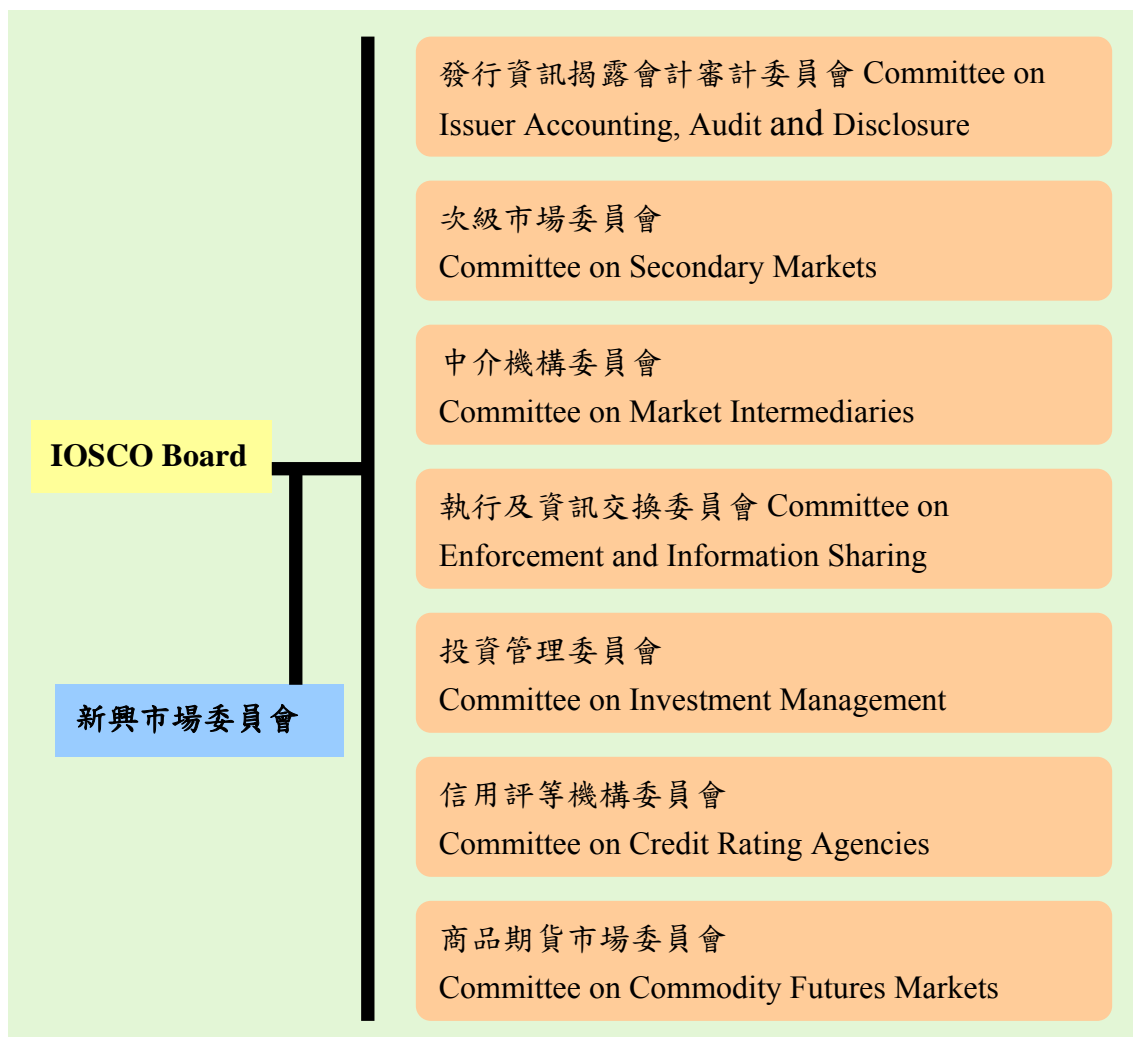 發行資訊揭露會計審計委員會 Committee on
Issuer Accounting, Audit and Disclosure
次級市場委員會
Committee on Secondary Markets
中介機構委員會
Committee on Market Intermediaries
IOSCO Board
執行及資訊交換委員會 Committee on
Enforcement and Information Sharing
投資管理委員會
Committee on Investment Management
新興市場委員會
信用評等機構委員會
Committee on Credit Rating Agencies
商品期貨市場委員會
Committee on Commodity Futures Markets